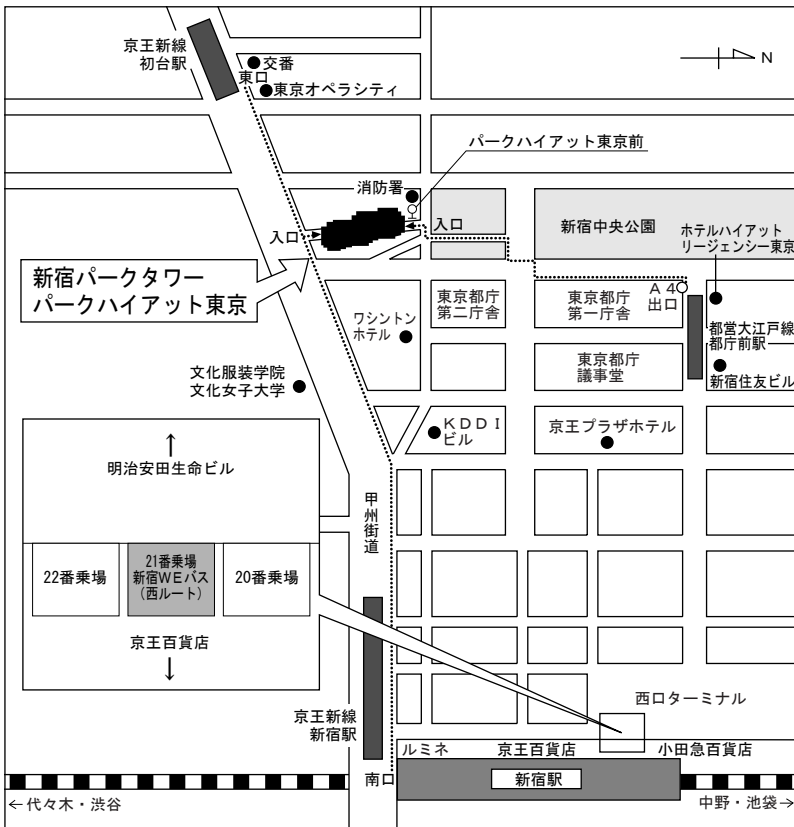 京王新線
初台駅
交番
東口
東京オペラシティ
N
パークハイアット東京前
消防署
入口
入口
新宿中央公園
ホテルハイアット
リージェンシー東京
新宿パークタワー
パークハイアット東京
A4
出口
東京都庁
第二庁舎
東京都庁
第一庁舎
ワシントン
ホテル
都営大江戸線
都庁前駅
東京都庁
議事堂
新宿住友ビル
文化服装学院
文化女子大学
KDDI
ビル
京王プラザホテル
↑
明治安田生命ビル
甲州街道
22番乗場
21番乗場
新宿WEバス
(西ルート)
20番乗場
京王百貨店
↓
西口ターミナル
京王新線
新宿駅
ルミネ
京王百貨店
小田急百貨店
南口
新宿駅
←代々木・渋谷
中野・池袋→